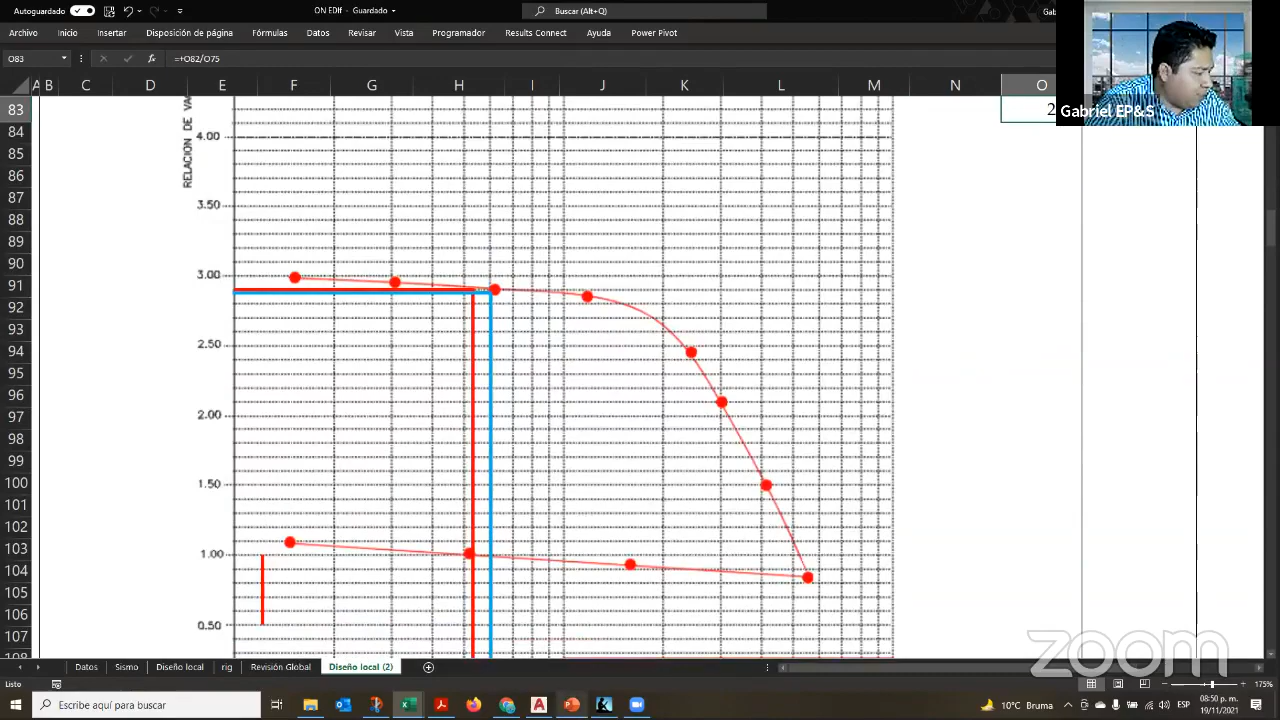 Autoguardado
ON EDIf - Guardado
Buscar (Alt+Q)
Gab
Archivo Inicio Insertar Disposición de página Fórmulas Datos Revisar Vista Programador Results Connect Ayuda Power Pivot
O83 fx =+O82/O75
A B C D E F G H I J K L M N O
83
84
85
86
87
88
89
90
91
92
93
94
95
96
97
98
99
100
101
102
103
104
105
106
107
108
RELACION DE VA
4.00
3.50
3.00
2.50
2.00
1.50
1.00
0.50
2
Gabriel EP&S
zoom
Datos Sismo Diseño local rig Revisión Global Diseño local (2)
Listo
175%
Escribe aquí para buscar
10°C Bruma
ESP
08:50 p. m.
19/11/2021